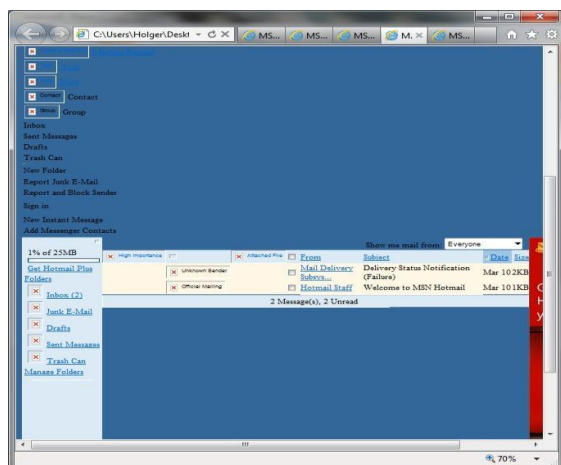 C:\Users\Holger\Deskt
MS...
MS...
MS...
M.
MS...
Contact Contact
Group Group
Inbox
Sent Messages
Drafts
Trash Can
New Folder
Report Junk E-Mail
Report and Block Sender
Sign in
New Instant Message
Add Messenger Contacts
Show me mail from: Everyone
1% of 25MB
High Importance Attached File From Subject Date Size
Get Hotmail Plus
Folders
Inbox (2)
Junk E-Mail
Drafts
Sent Messages
Trash Can
Manage Folders
Unknown Sender Mail Delivery Subsys... Delivery Status Notification (Failure) Mar 10 2KB
Official Mailing Hotmail Staff Welcome to MSN Hotmail Mar 10 1KB
2 Message(s), 2 Unread
70%